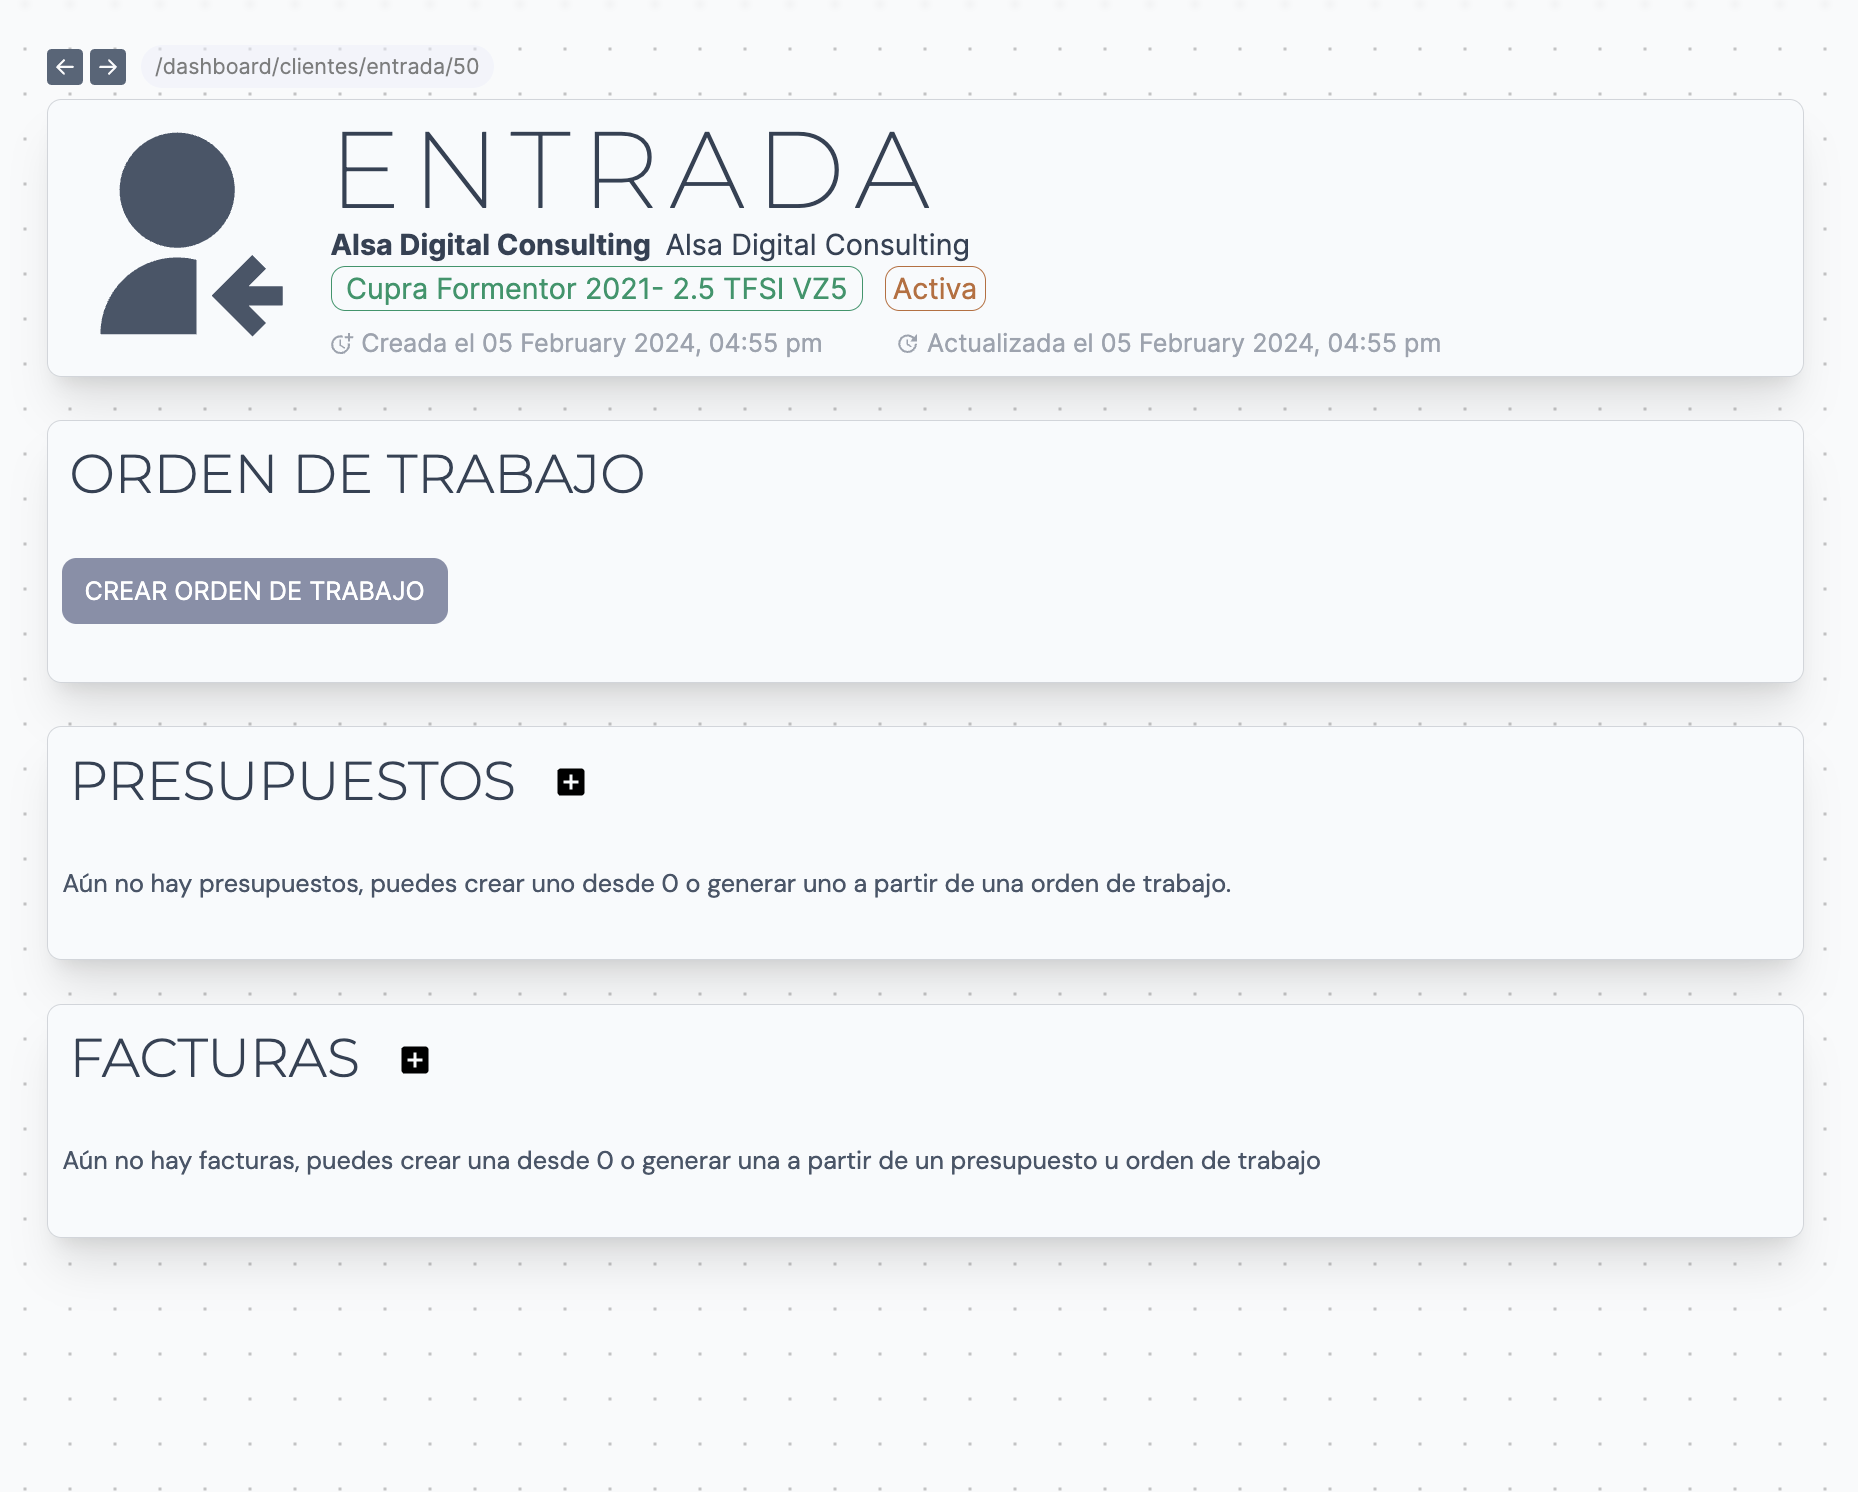 /dashboard/clientes/entrada/50
ENTRADA
Alsa Digital Consulting Alsa Digital Consulting
Cupra Formentor 2021- 2.5 TFSI VZ5 Activa
Creada el 05 February 2024, 04:55 pm Actualizada el 05 February 2024, 04:55 pm
ORDEN DE TRABAJO
CREAR ORDEN DE TRABAJO
PRESUPUESTOS
Aún no hay presupuestos, puedes crear uno desde 0 o generar uno a partir de una orden de trabajo.
FACTURAS
Aún no hay facturas, puedes crear una desde 0 o generar una a partir de un presupuesto u orden de trabajo